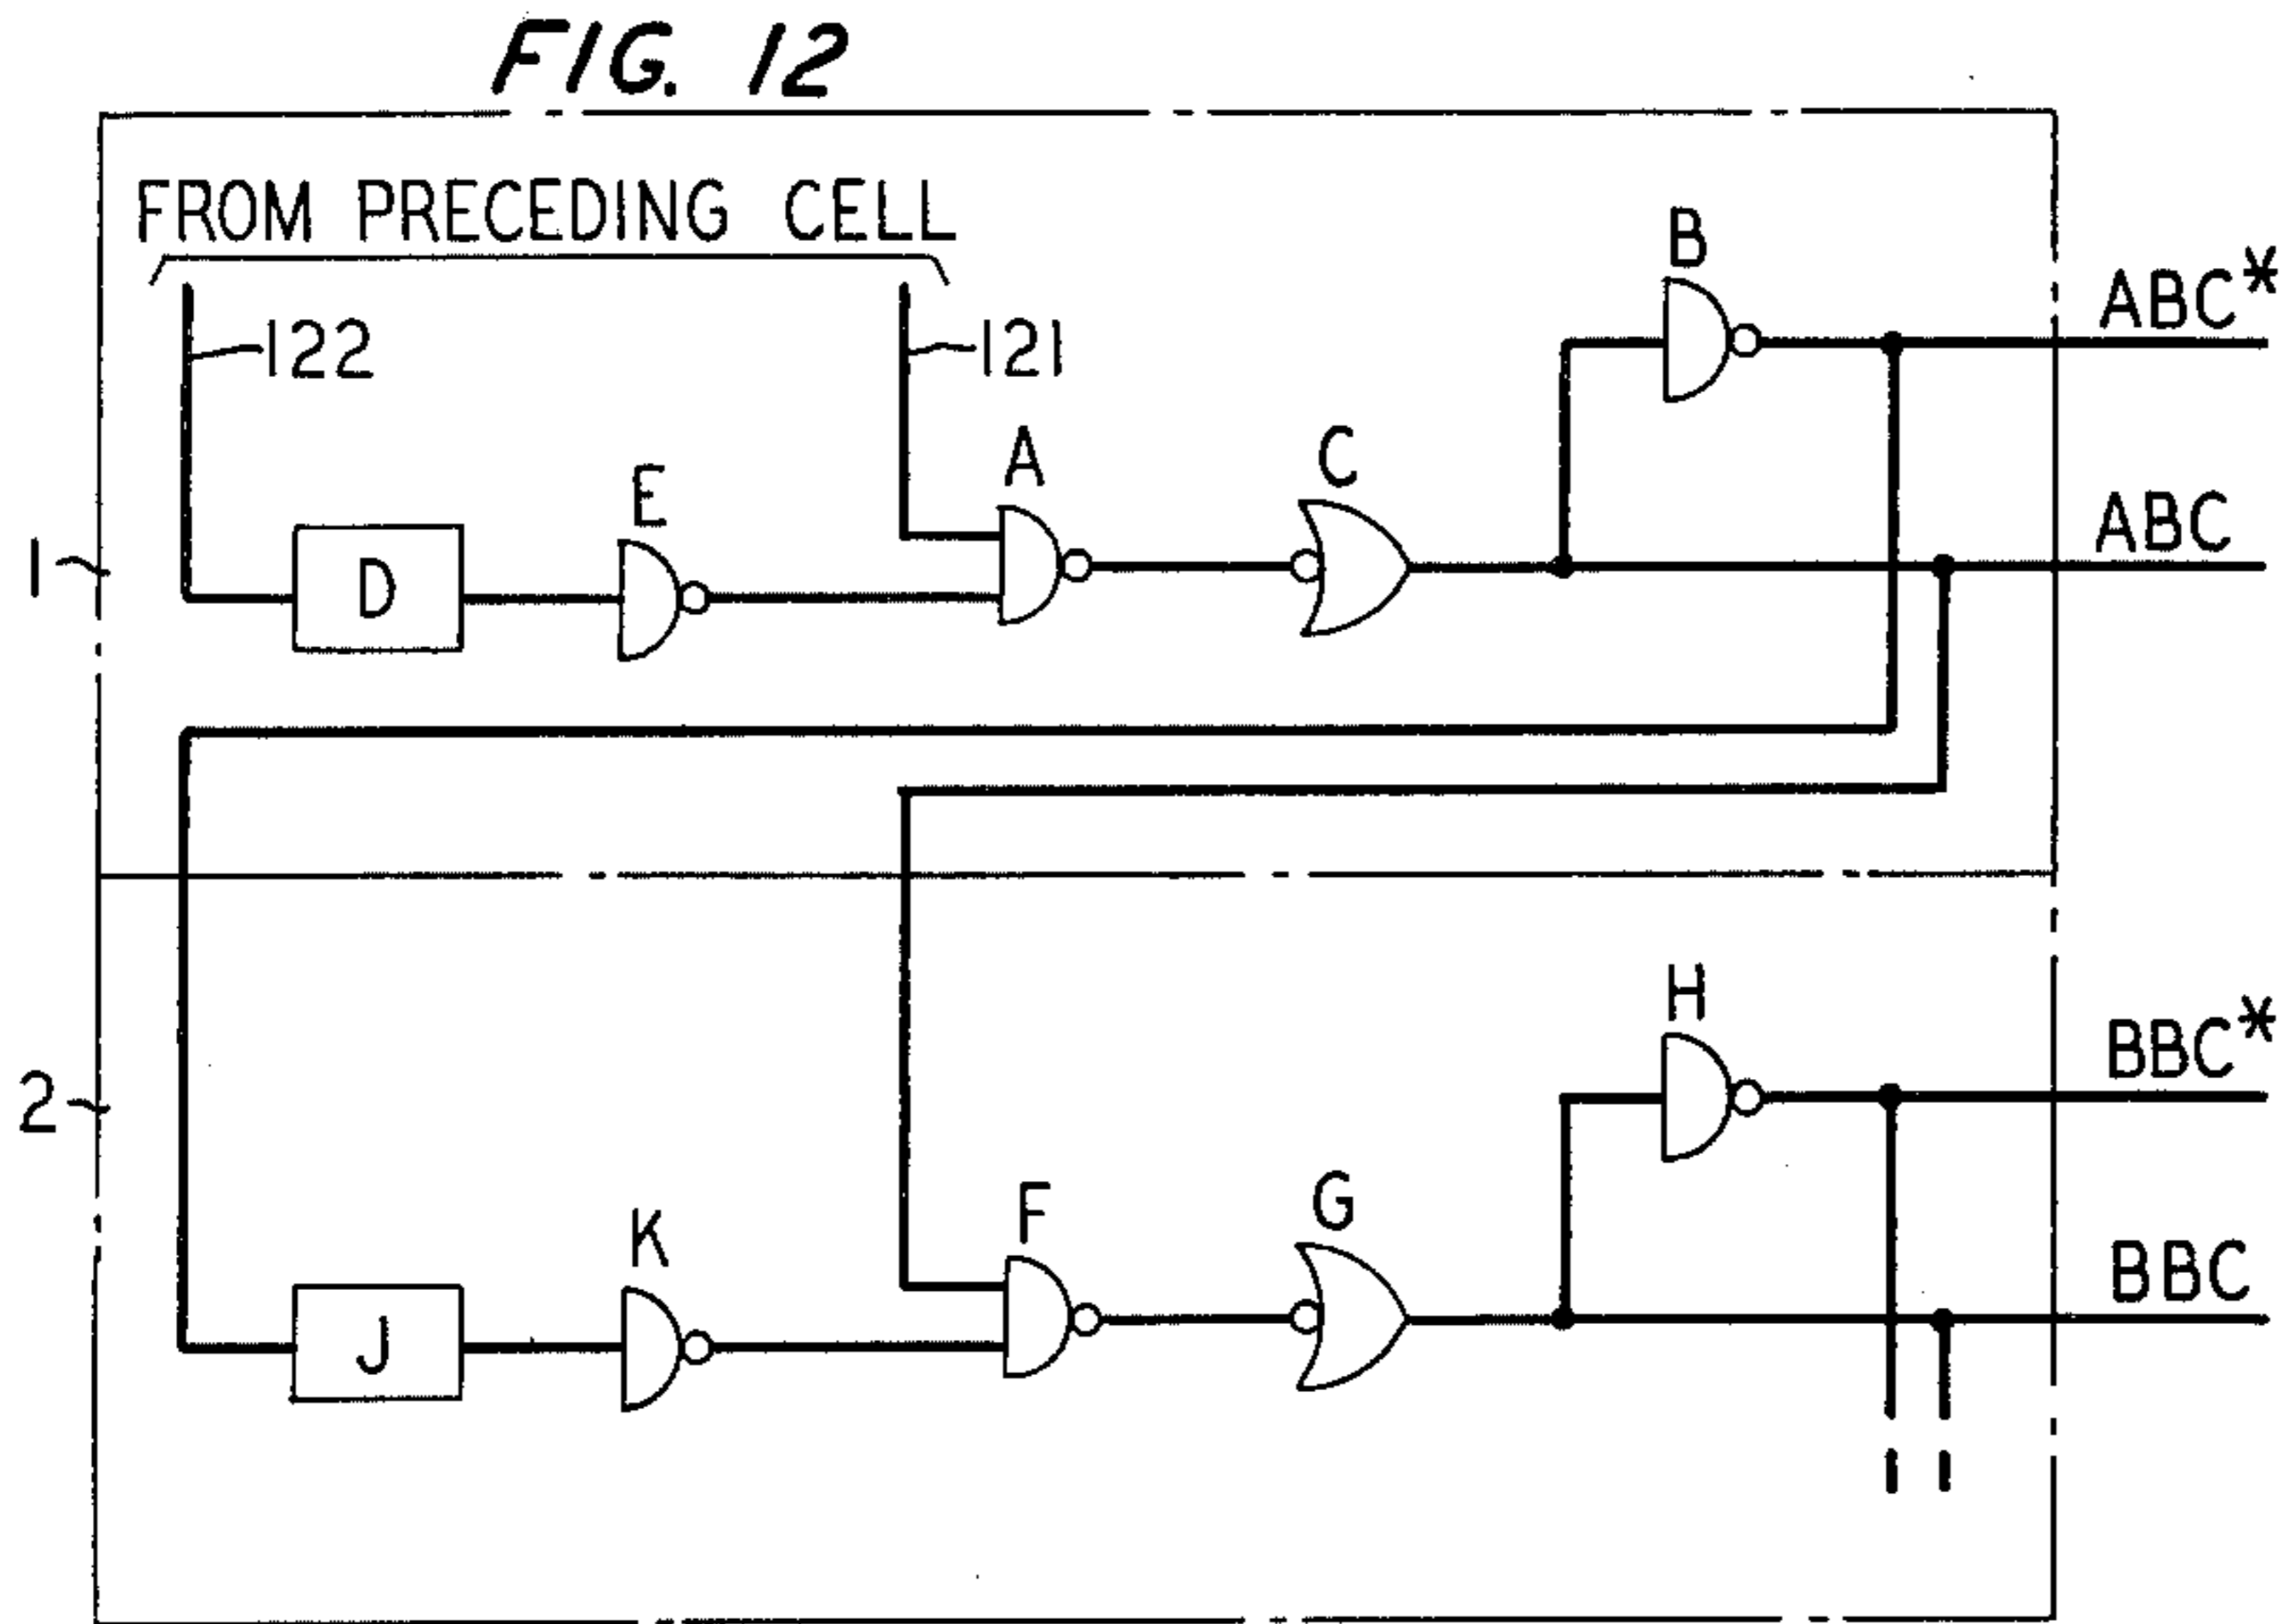 FIG. 12
FROM PRECEDING CELL
122
121
B
ABC*
A
C
E
ABC
1
D
H
BBC*
2
K
F
G
BBC
J